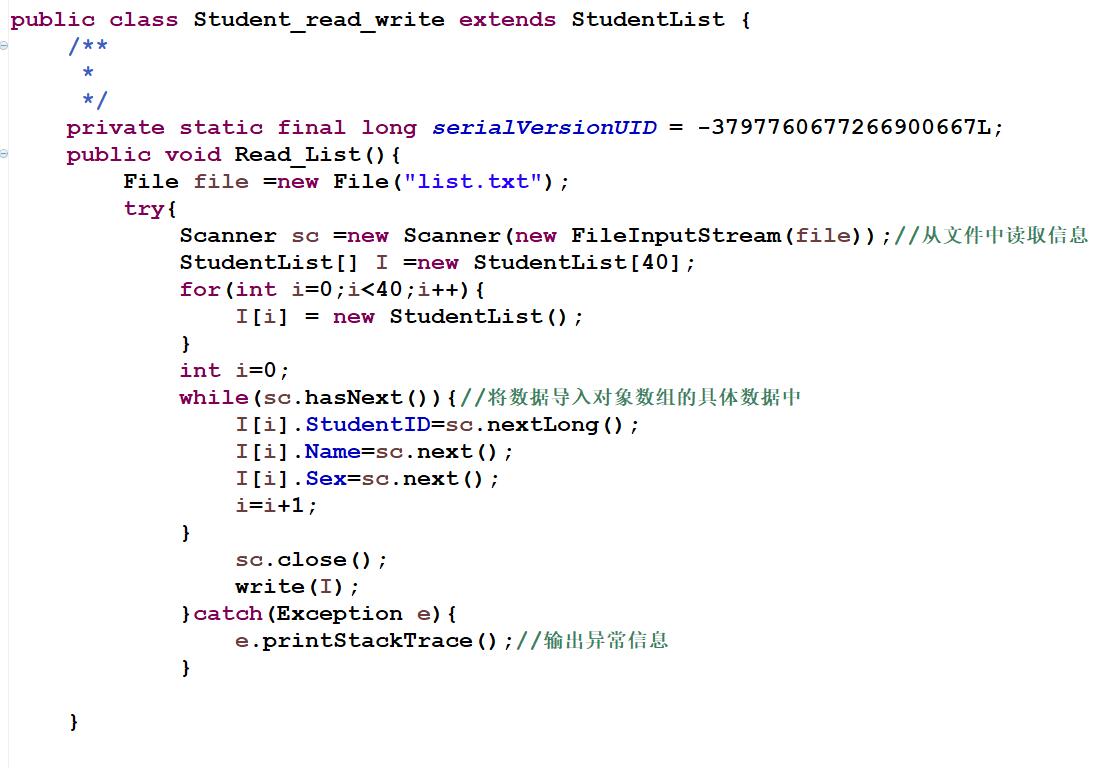 public class Student_read_write extends StudentList {
    /**
     *
     */
    private static final long serialVersionUID = -3797760677266900667L;
    public void Read_List(){
        File file =new File("list.txt");
        try{
            Scanner sc =new Scanner(new FileInputStream(file));//从文件中读取信息
            StudentList[] I =new StudentList[40];
            for(int i=0;i<40;i++){
                I[i] = new StudentList();
            }
            int i=0;
            while(sc.hasNext()){//将数据导入对象数组的具体数据中
                I[i].StudentID=sc.nextLong();
                I[i].Name=sc.next();
                I[i].Sex=sc.next();
                i=i+1;
            }
                sc.close();
                write(I);
            }catch(Exception e){
                e.printStackTrace();//输出异常信息
            }
    }